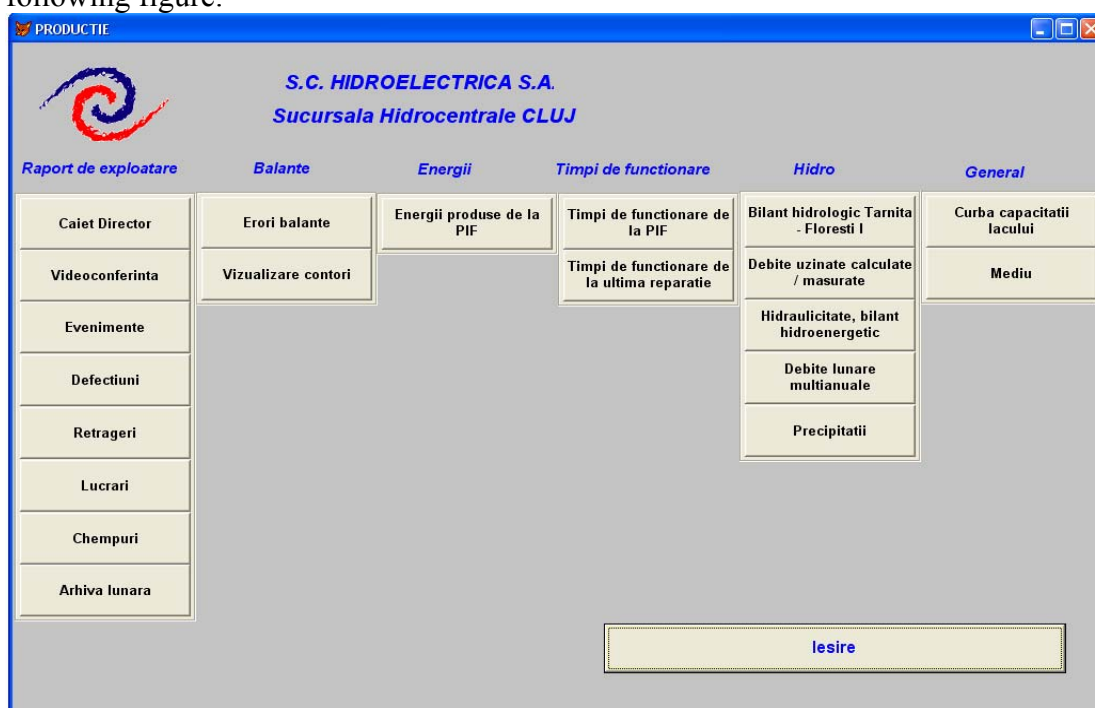 following figure.
PRODUCTIE
S.C. HIDROELECTRICA S.A.
Sucursala Hidrocentrale CLUJ
Raport de exploatare
Balante
Energii
Timpi de functionare
Hidro
General
Caiet Director
Videoconferinta
Evenimente
Defectiuni
Retrageri
Lucrari
Chempuri
Arhiva lunara
Erori balante
Vizualizare contori
Energii produse de la
PIF
Timpi de functionare de
la PIF
Timpi de functionare de
la ultima reparatie
Bilant hidrologic Tarnita
- Floresti I
Debite uzinate calculate
/ masurate
Hidraulicitate, bilant
hidroenergetic
Debite lunare
multianuale
Precipitatii
Curba capacitatii
lacului
Mediu
Iesire